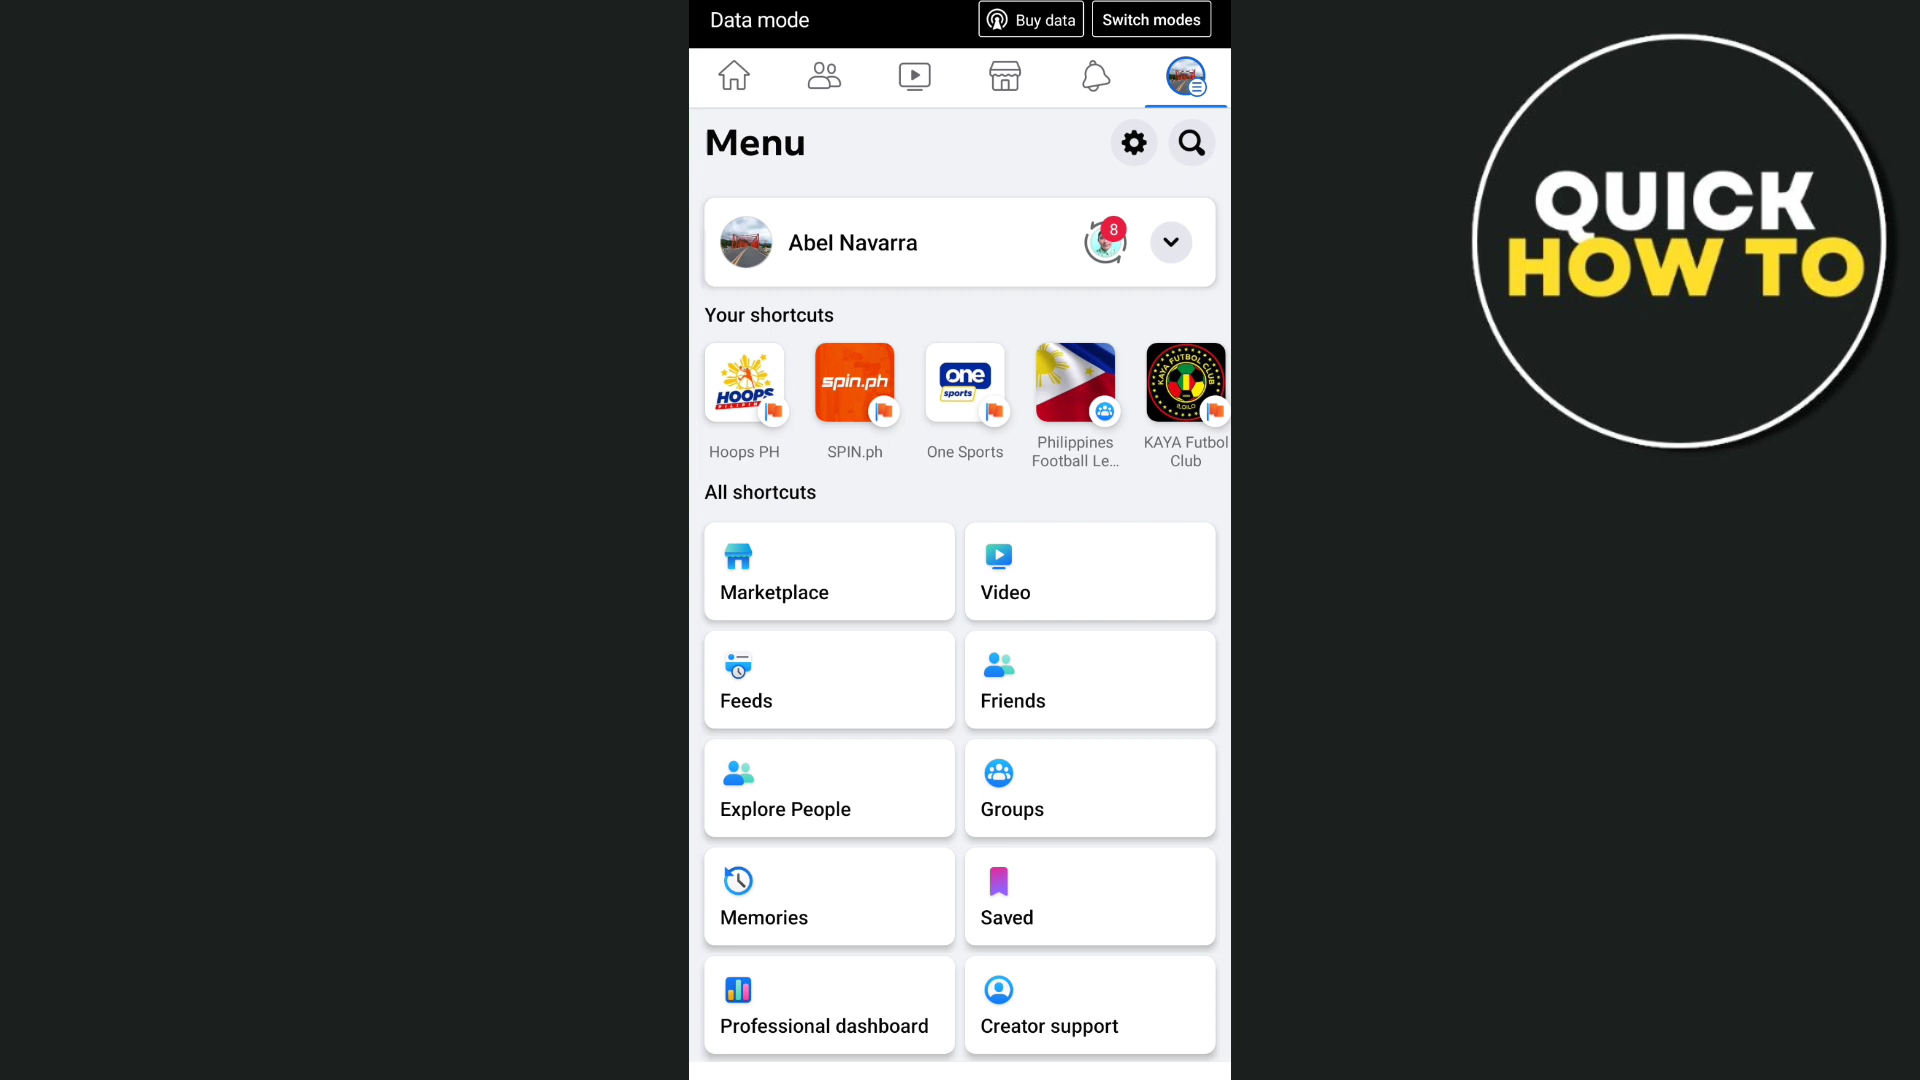 Data mode
Buy data
Switch modes
Menu
Abel Navarra
8
Your shortcuts
HOOPS
PILIPINAS
spin.ph
one
sports
KAYA FUTBOL CLUB
ILOILO
Hoops PH
SPIN.ph
One Sports
Philippines
Football Le...
KAYA Futbol
Club
All shortcuts
Marketplace
Video
Feeds
Friends
Explore People
Groups
Memories
Saved
Professional dashboard
Creator support
QUICK
HOW TO